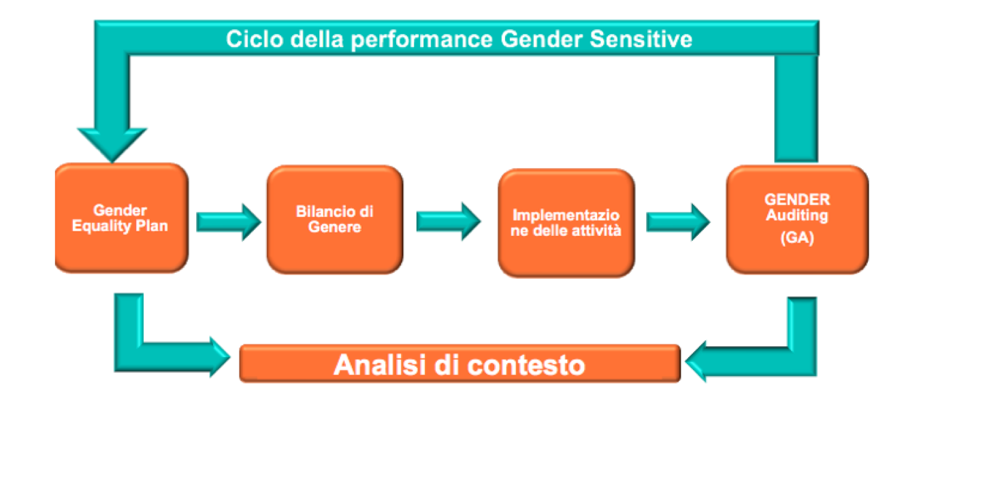 Ciclo della performance Gender Sensitive
Gender
Equality Plan
Bilancio di
Genere
Implementazio
ne delle attività
GENDER
Auditing
(GA)
Analisi di contesto